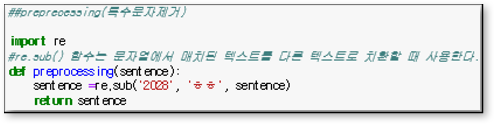 ##preprecessing(특수문자제거)
import re
#re.sub() 함수는 문자열에서 매치된 텍스트를 다른 텍스트로 치환할 때 사용한다.
def preprocessing(sentence):
sentence =re.sub('2028', 'ㅎㅎ', sentence)
return sentence